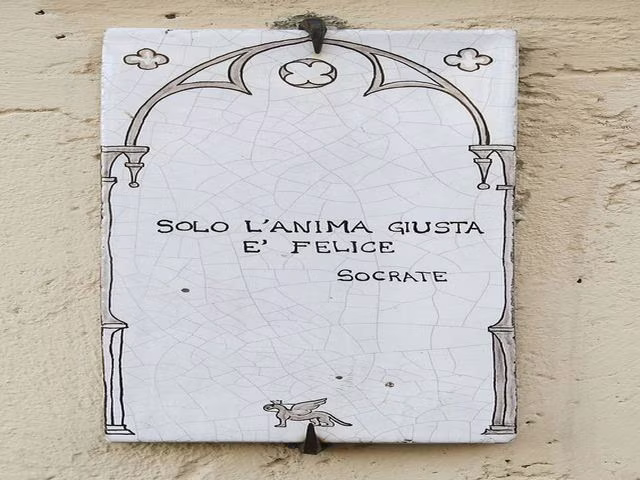 SOLO L'ANIMA GIUSTA
E' FELICE
SOCRATE